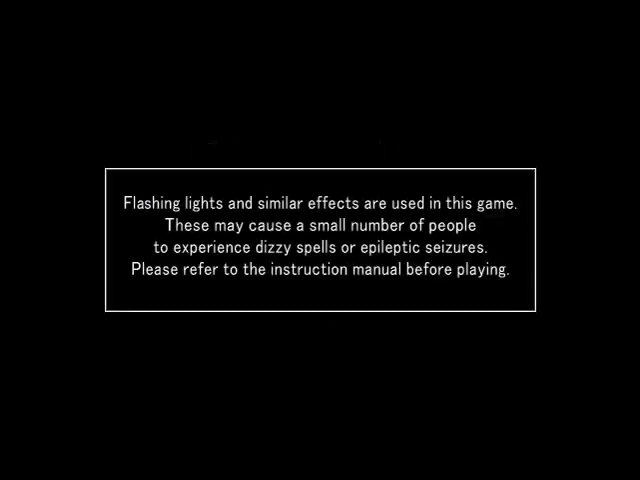 Flashing lights and similar effects are used in this game.
These may cause a small number of people
to experience dizzy spells or epileptic seizures.
Please refer to the instruction manual before playing.